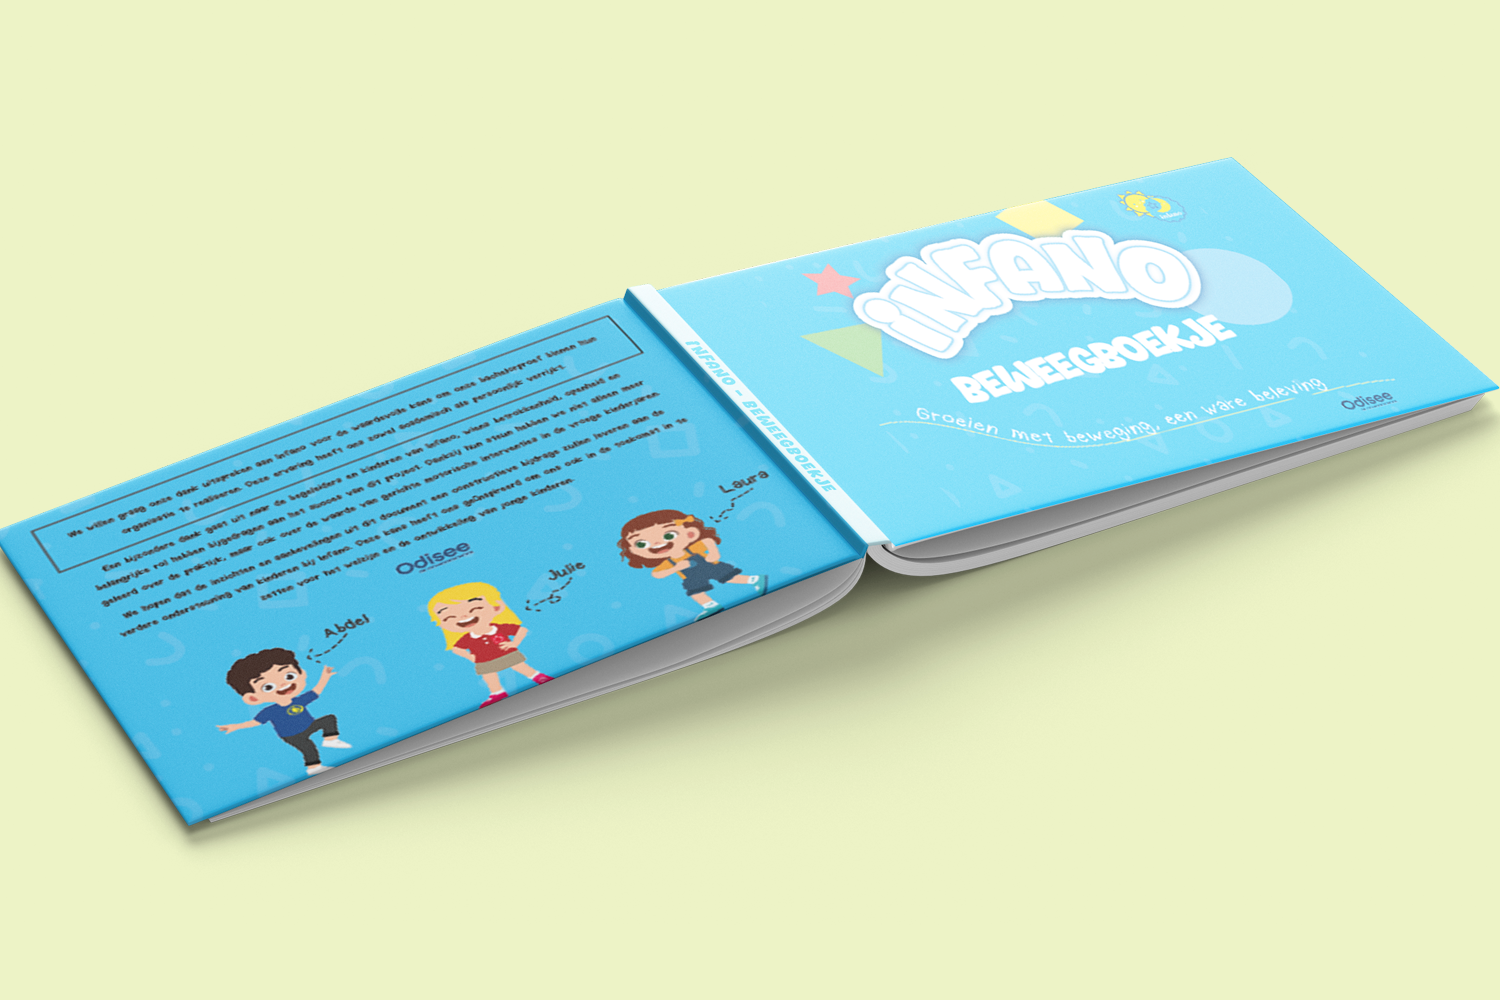 We willen graag onze dank uitspreken aan Infano voor de waardevolle kans om onze bachelorproef binnen hun
organisatie te realiseren. Deze ervaring heeft ons zowel academisch als persoonlijk verrijkt.
Een bijzondere dank gaat uit naar de begeleiders en kinderen van Infano, wiens betrokkenheid, openheid en
belangrijke rol hebben bijgedragen aan het succes van dit project. Dankzij hun steun hebben we niet alleen meer
geleerd over de praktijk, maar ook over de waarde van gerichte motorische interventies in de vroege kinderjaren.
We hopen dat de inzichten en aanbevelingen uit dit document een constructieve bijdrage zullen leveren aan de
verdere ondersteuning van kinderen bij Infano. Deze kans heeft ons geïnspireerd om ons ook in de toekomst in te
zetten voor het welzijn en de ontwikkeling van jonge kinderen.
Odisee
Abdel
Julie
Laura
INFANO - BEWEEGBOEKJE
infano
INFANO
BEWEEGBOEKJE
Groeien met beweging, een ware beleving
Odisee